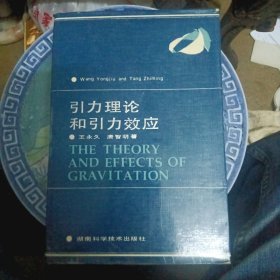 Wang Yongjiu and Tang Zhiming
引力理论
和引力效应
王永久 唐智明著
THE THEORY
AND EFFECTS OF
GRAVITATION
湖南科学技术出版社